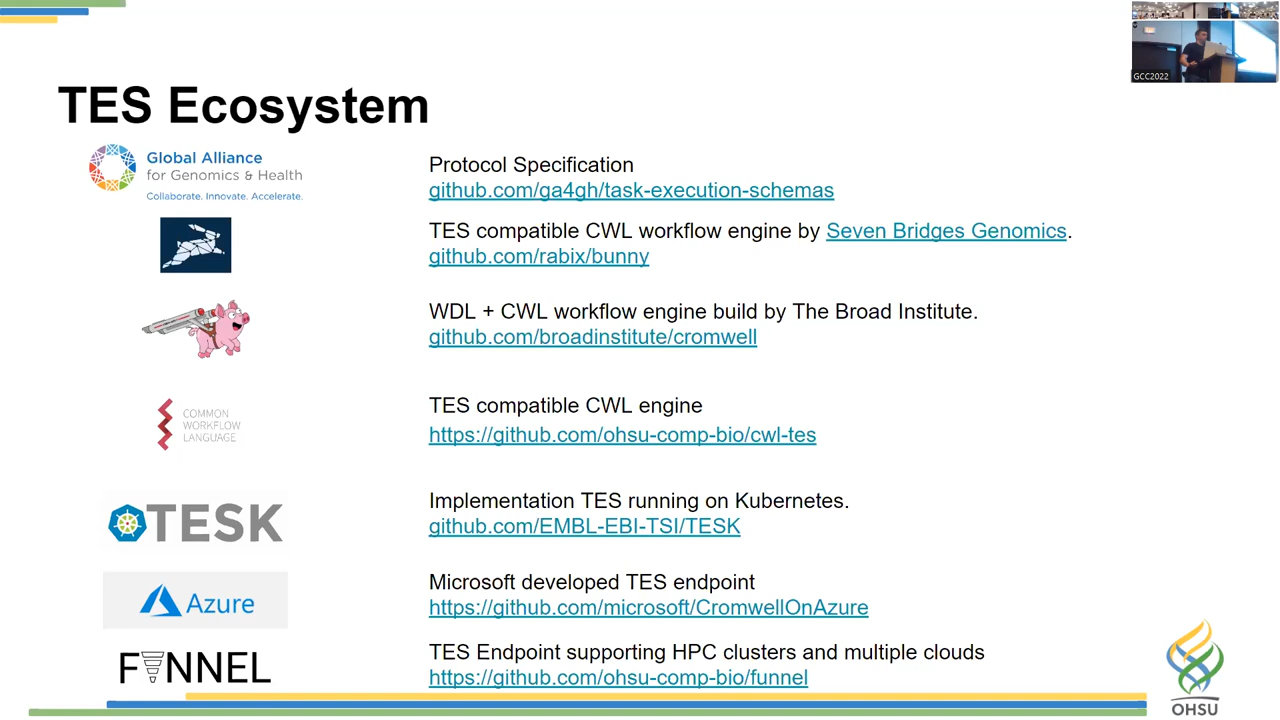 GCC2022
TES Ecosystem
Global Alliance
for Genomics & Health
Collaborate. Innovate. Accelerate.
Protocol Specification
github.com/ga4gh/task-execution-schemas
TES compatible CWL workflow engine by Seven Bridges Genomics.
github.com/rabix/bunny
WDL + CWL workflow engine build by The Broad Institute.
github.com/broadinstitute/cromwell
COMMON
WORKFLOW
LANGUAGE
TES compatible CWL engine
https://github.com/ohsu-comp-bio/cwl-tes
TESK
Implementation TES running on Kubernetes.
github.com/EMBL-EBI-TSI/TESK
Azure
Microsoft developed TES endpoint
https://github.com/microsoft/CromwellOnAzure
FUNNEL
TES Endpoint supporting HPC clusters and multiple clouds
https://github.com/ohsu-comp-bio/funnel
OHSU